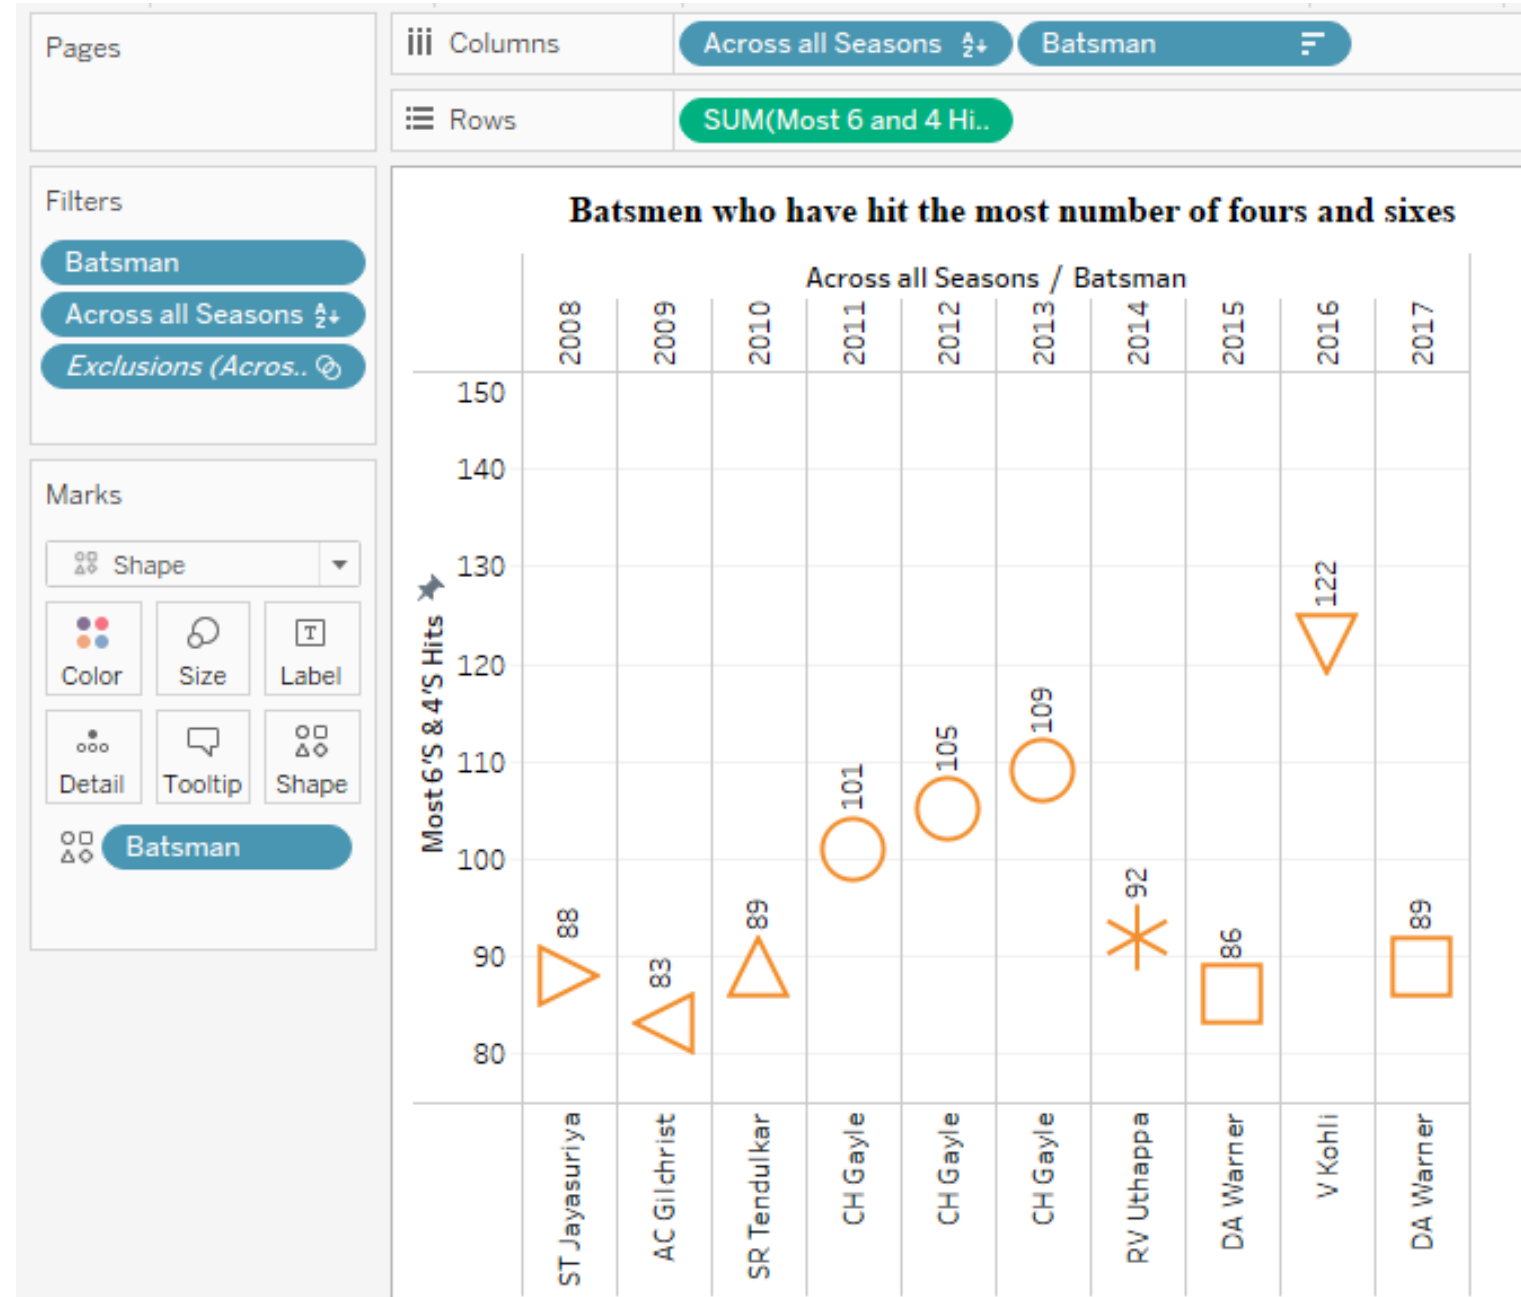 Pages
Columns
Across all Seasons
Batsman
Rows
SUM(Most 6 and 4 Hi..
Filters
Batsman
Across all Seasons
Exclusions (Acros..
Marks
Shape
Color
Size
Label
Detail
Tooltip
Shape
Batsman
Batsmen who have hit the most number of fours and sixes
Across all Seasons / Batsman
2008
2009
2010
2011
2012
2013
2014
2015
2016
2017
Most 6'S & 4'S Hits
150
140
130
120
110
100
90
80
88
83
89
101
105
109
92
86
122
89
ST Jayasuriya
AC Gilchrist
SR Tendulkar
CH Gayle
CH Gayle
CH Gayle
RV Uthappa
DA Warner
V Kohli
DA Warner